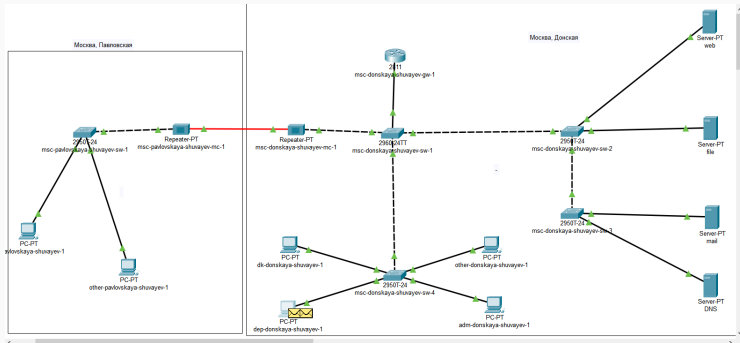 Москва, Павловская
Москва, Донская
Server-PT
web
2811
msc-donskaya-shuvayev-gw-1
2950T-24
msc-pavlovskaya-shuvayev-sw-1
Repeater-PT
msc-pavlovskaya-shuvayev-mc-1
Repeater-PT
msc-donskaya-shuvayev-mc-1
2960-24TT
msc-donskaya-shuvayev-sw-1
2950T-24
msc-donskaya-shuvayev-sw-2
Server-PT
file
2950T-24
msc-donskaya-shuvayev-sw-3
Server-PT
mail
PC-PT
avlovskaya-shuvayev-1
PC-PT
other-pavlovskaya-shuvayev-1
PC-PT
dk-donskaya-shuvayev-1
PC-PT
other-donskaya-shuvayev-1
2950T-24
msc-donskaya-shuvayev-sw-4
PC-PT
dep-donskaya-shuvayev-1
PC-PT
adm-donskaya-shuvayev-1
Server-PT
DNS